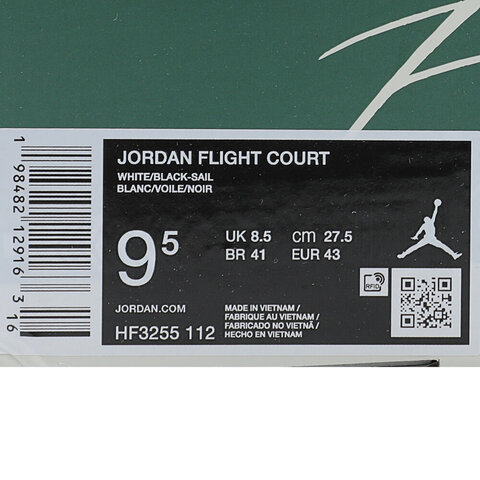 JORDAN FLIGHT COURT
WHITE/BLACK-SAIL
BLANC/VOILE/NOIR
9⁵
UK 8.5 cm 27.5
BR 41 EUR 43
RFID
JORDAN.COM
HF3255 112
MADE IN VIETNAM /
FABRIQUE AU VIETNAM /
FABRICADO NO VIETNÃ /
HECHO EN VIETNAM
1 98482 12916 3 16